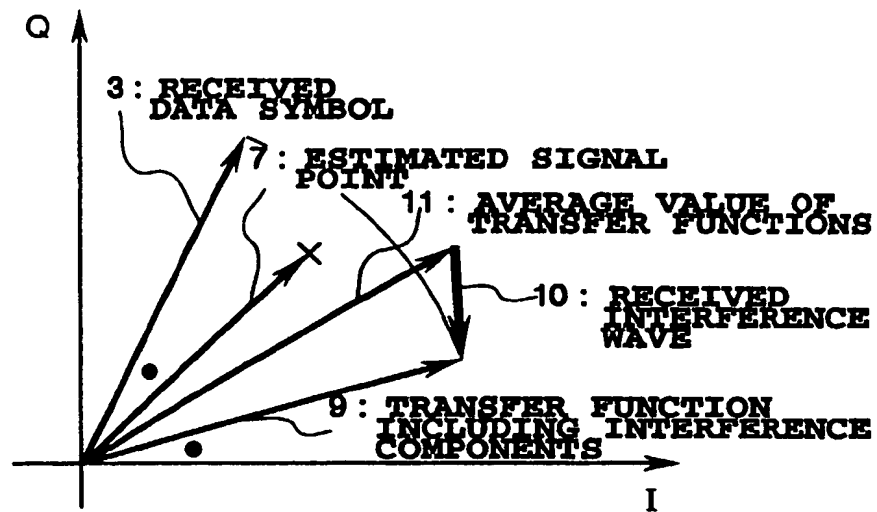 Q
3 : RECEIVED
DATA SYMBOL
7 : ESTIMATED SIGNAL
POINT
11 : AVERAGE VALUE OF
TRANSFER FUNCTIONS
10 : RECEIVED
INTERFERENCE
WAVE
9 : TRANSFER FUNCTION
INCLUDING INTERFERENCE
COMPONENTS
I